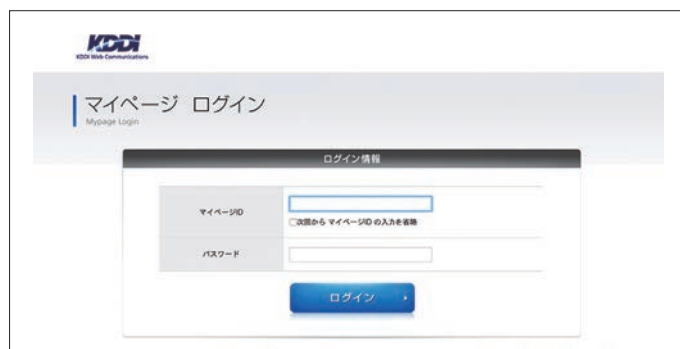 KDDI
KDDI Web Communications
マイページ ログイン
Mypage Login
ログイン情報
マイページID
次回から マイページID の入力を省略
パスワード
ログイン